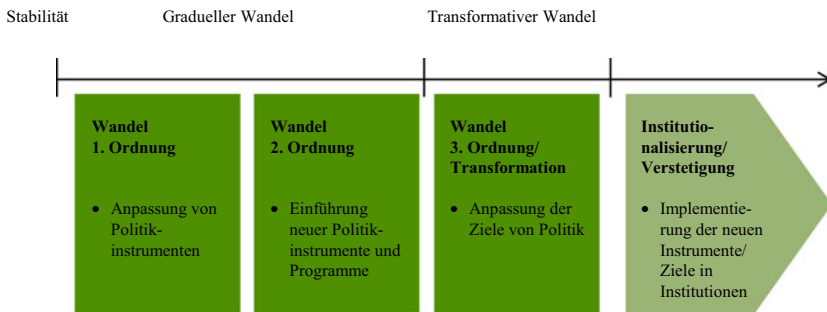 Stabilität Gradueller Wandel Transformativer Wandel
Wandel
1. Ordnung
• Anpassung von
Politik-
instrumenten
Wandel
2. Ordnung
• Einführung
neuer Politik-
instrumente und
Programme
Wandel
3. Ordnung/
Transformation
• Anpassung der
Ziele von Politik
Institutio-
nalisierung/
Verstetigung
• Implementie-
rung der neuen
Instrumente/
Ziele in
Institutionen